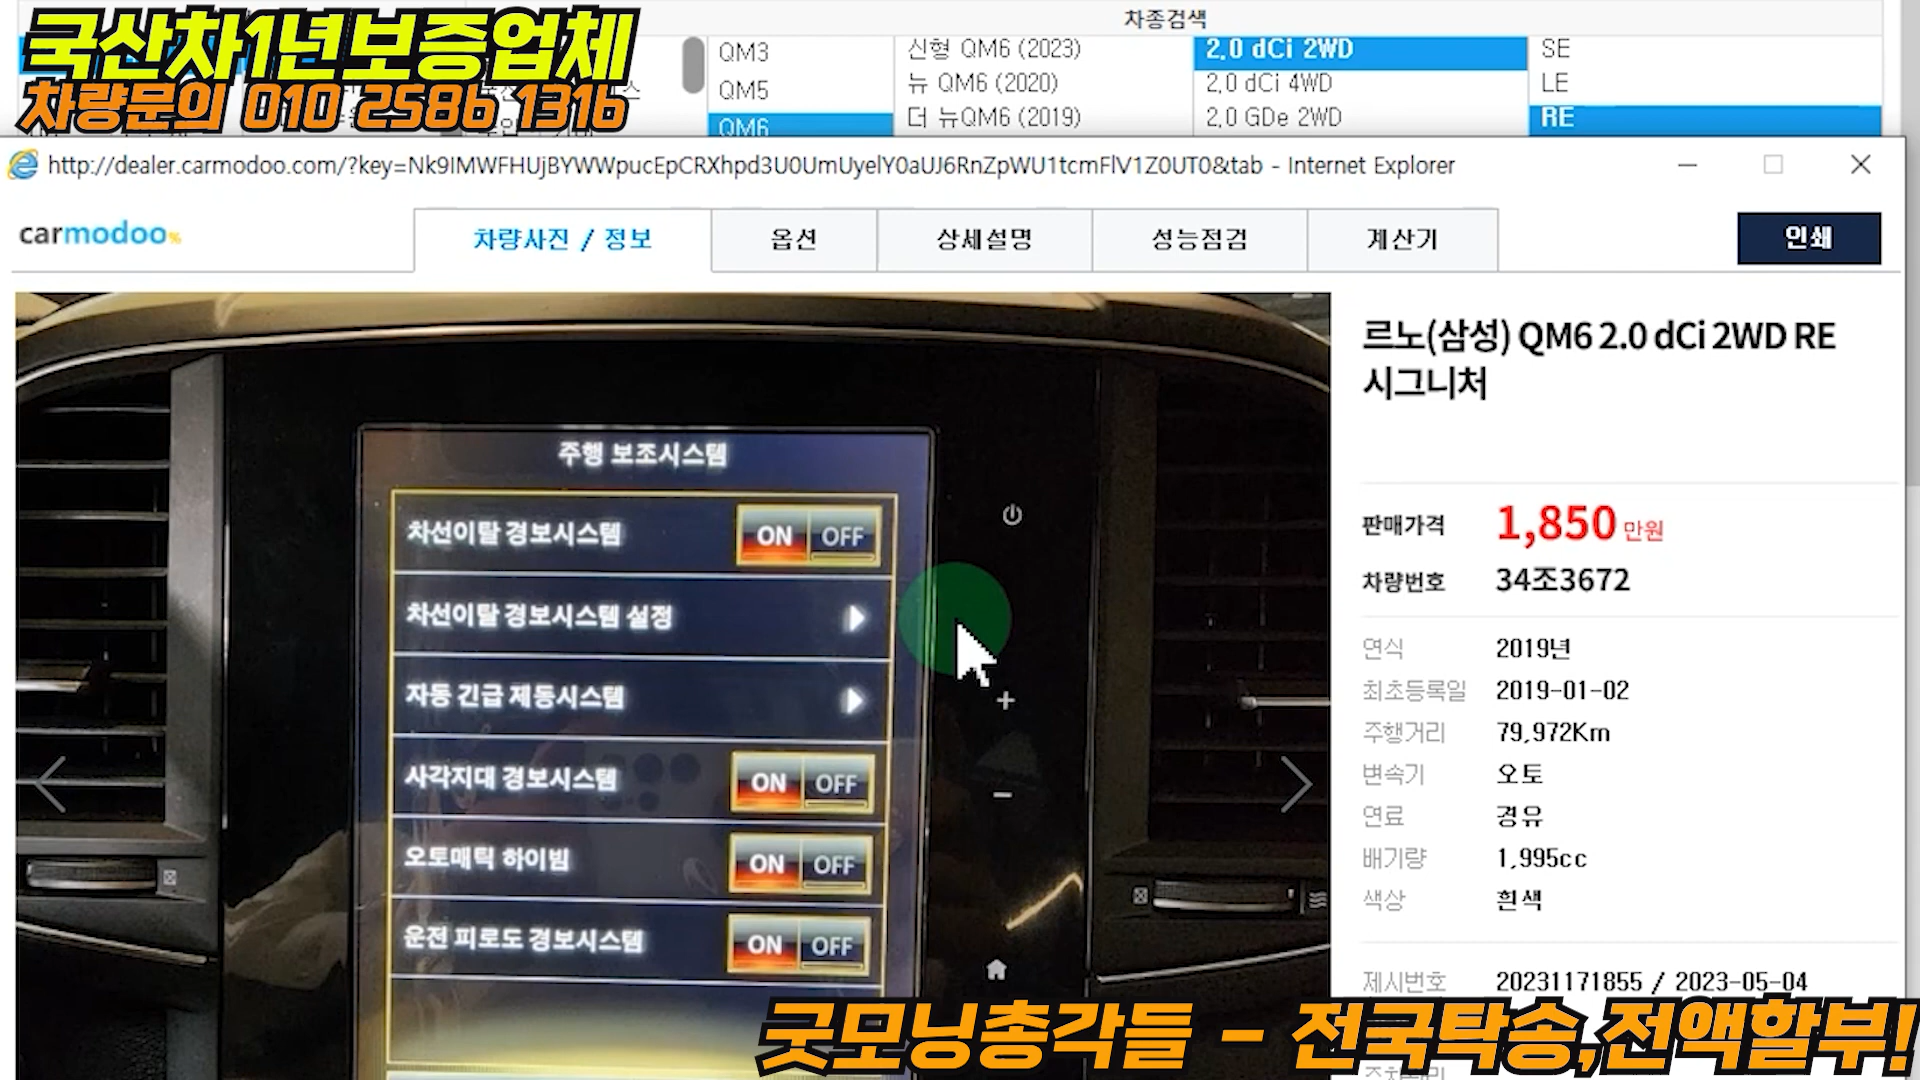 국산차1년보증업체
차량문의 010 2586 1316
차종검색
QM3
QM5
QM6
신형 QM6 (2023)
뉴 QM6 (2020)
더 뉴QM6 (2019)
2.0 dCi 2WD
2.0 dCi 4WD
2.0 GDe 2WD
SE
LE
RE
http://dealer.carmodoo.com/?key=Nk9IMWFHUjBYWWpucEpCRXhpd3U0UmUyelY0aUJ6RnZpWU1tcmFlV1Z0UT0&tab - Internet Explorer
carmodoo
차량사진 / 정보
옵션
상세설명
성능점검
계산기
인쇄
주행 보조시스템
차선이탈 경보시스템 ON OFF
차선이탈 경보시스템 설정
자동 긴급 제동시스템
사각지대 경보시스템 ON OFF
오토매틱 하이빔 ON OFF
운전 피로도 경보시스템 ON OFF
르노(삼성) QM6 2.0 dCi 2WD RE
시그니처
판매가격 1,850 만원
차량번호 34조3672
연식 2019년
최초등록일 2019-01-02
주행거리 79,972Km
변속기 오토
연료 경유
배기량 1,995cc
색상 흰색
제시번호 20231171855 / 2023-05-04
굿모닝총각들 - 전국탁송,전액할부!